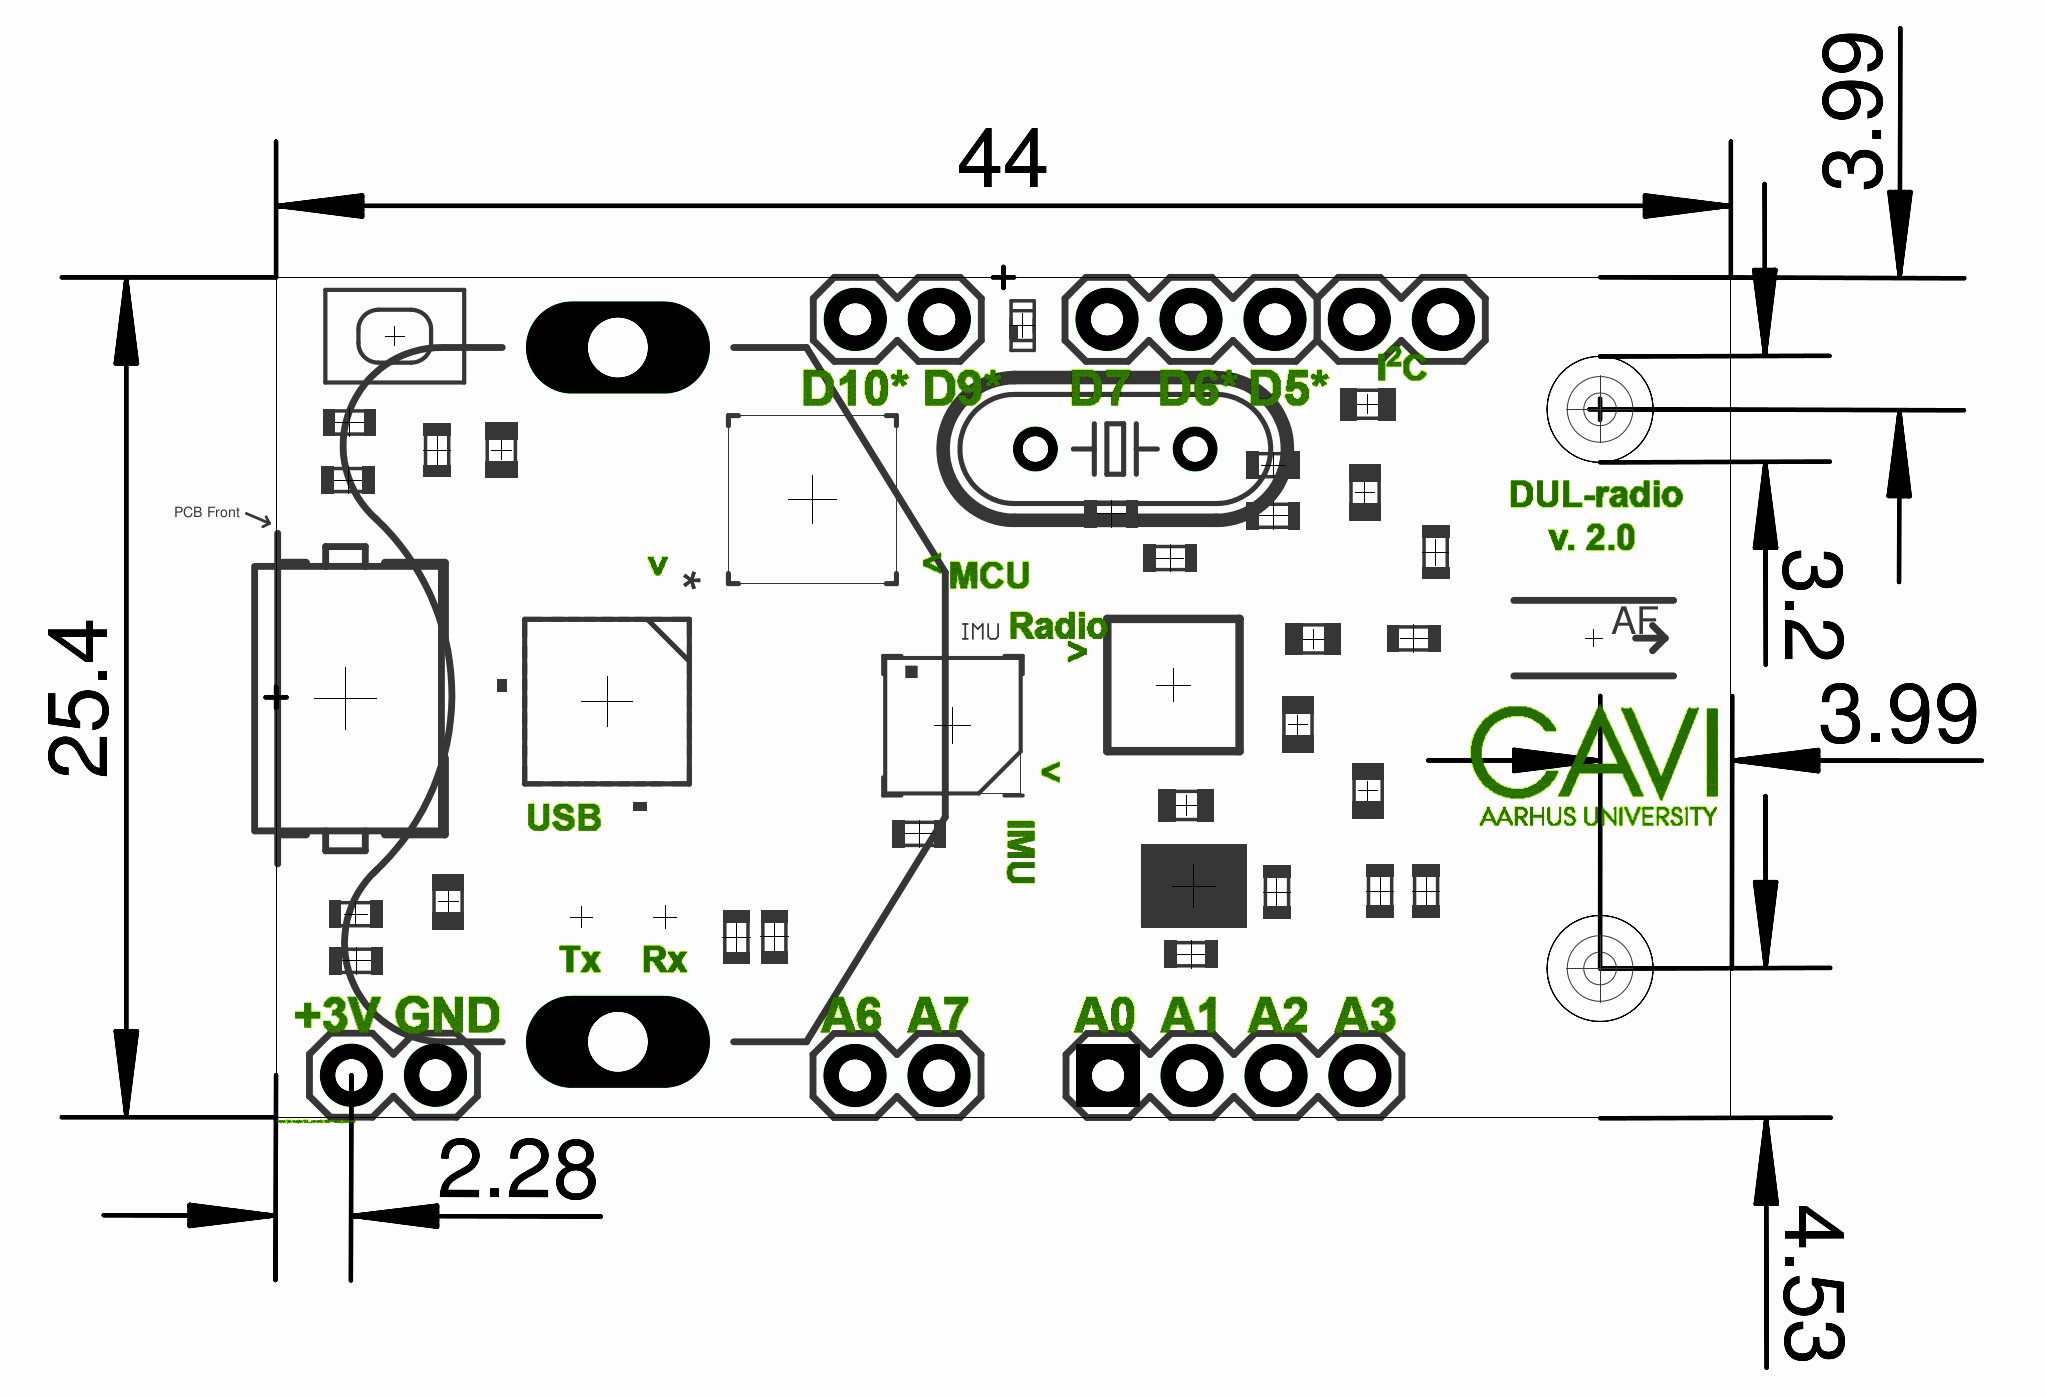 3.99
44
D10* D9* D7 D6* D5* I²C
DUL-radio
v. 2.0
PCB Front
v
*
<MCU
3.2
IMU
Radio
>
AE
25.4
3.99
CAVI
AARHUS UNIVERSITY
<
USB
IMU
Tx Rx
+3V GND A6 A7 A0 A1 A2 A3
2.28
4.53